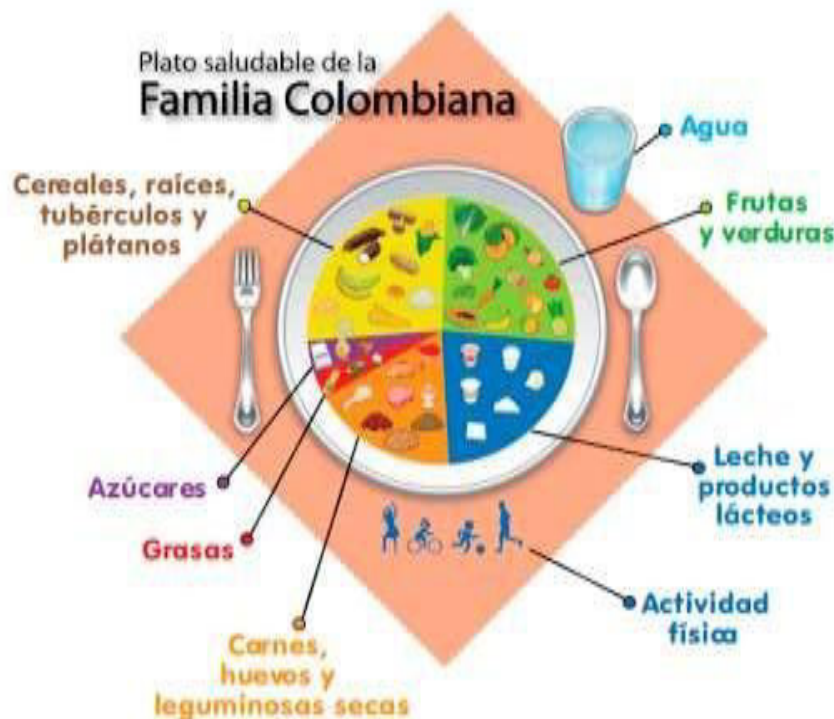 Plato saludable de la
Familia Colombiana
Agua
Cereales, raíces,
tubérculos y
plátanos
Frutas
y verduras
Leche y
productos
lácteos
Azúcares
Grasas
Actividad
física
Carnes,
huevos y
leguminosas secas